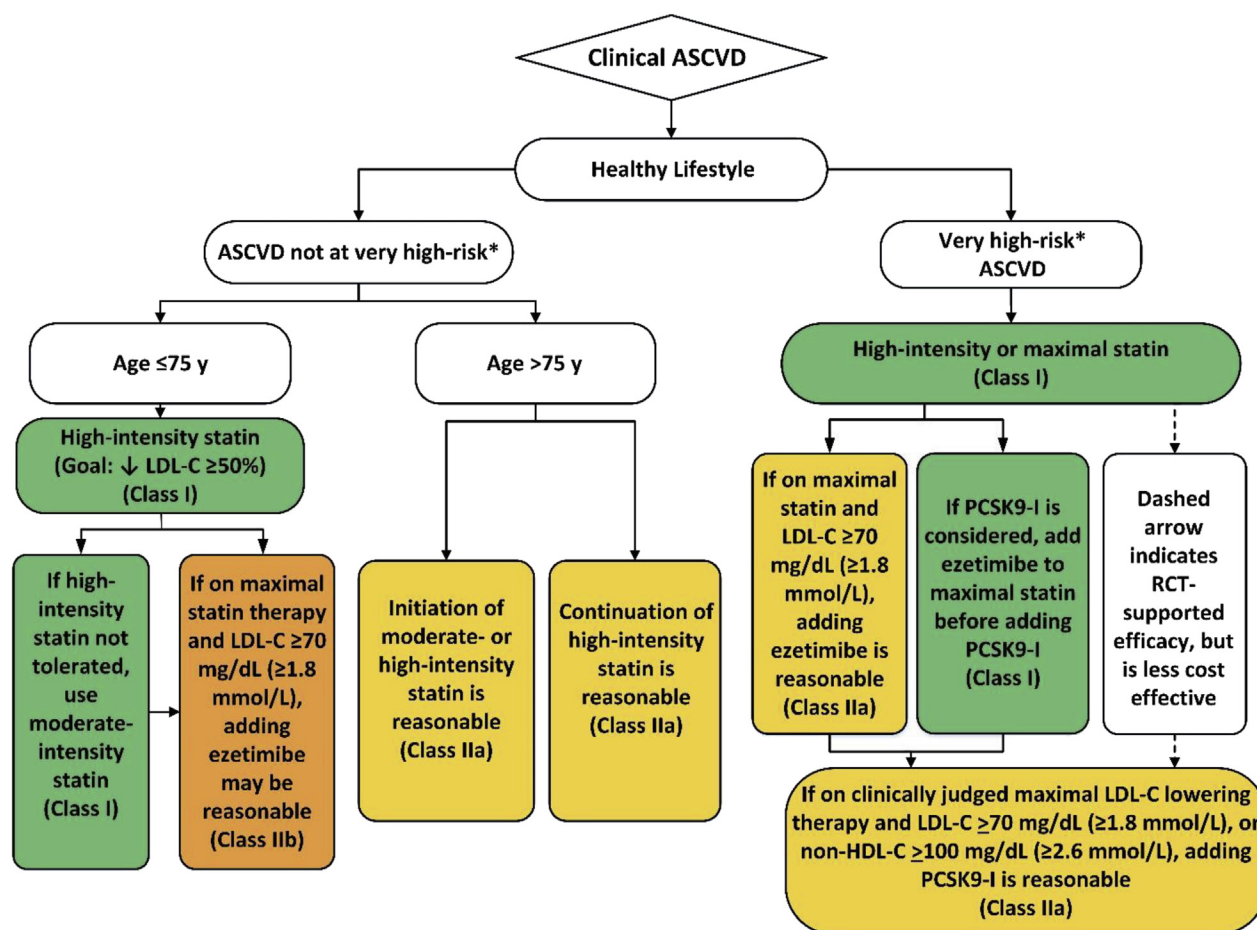 Clinical ASCVD
Healthy Lifestyle
ASCVD not at very high-risk*
Very high-risk*
ASCVD
Age ≤75 y
Age >75 y
High-intensity or maximal statin
(Class I)
High-intensity statin
(Goal: ↓ LDL-C ≥50%)
(Class I)
If high-
intensity
statin not
tolerated,
use
moderate-
intensity
statin
(Class I)
If on maximal
statin therapy
and LDL-C ≥70
mg/dL (≥1.8
mmol/L),
adding
ezetimibe
may be
reasonable
(Class IIb)
Initiation of
moderate- or
high-intensity
statin is
reasonable
(Class IIa)
Continuation of
high-intensity
statin is
reasonable
(Class IIa)
If on maximal
statin and
LDL-C ≥70
mg/dL (≥1.8
mmol/L),
adding
ezetimibe is
reasonable
(Class IIa)
If PCSK9-I is
considered, add
ezetimibe to
maximal statin
before adding
PCSK9-I
(Class I)
Dashed
arrow
indicates
RCT-
supported
efficacy, but
is less cost
effective
If on clinically judged maximal LDL-C lowering
therapy and LDL-C ≥70 mg/dL (≥1.8 mmol/L), or
non-HDL-C ≥100 mg/dL (≥2.6 mmol/L), adding
PCSK9-I is reasonable
(Class IIa)